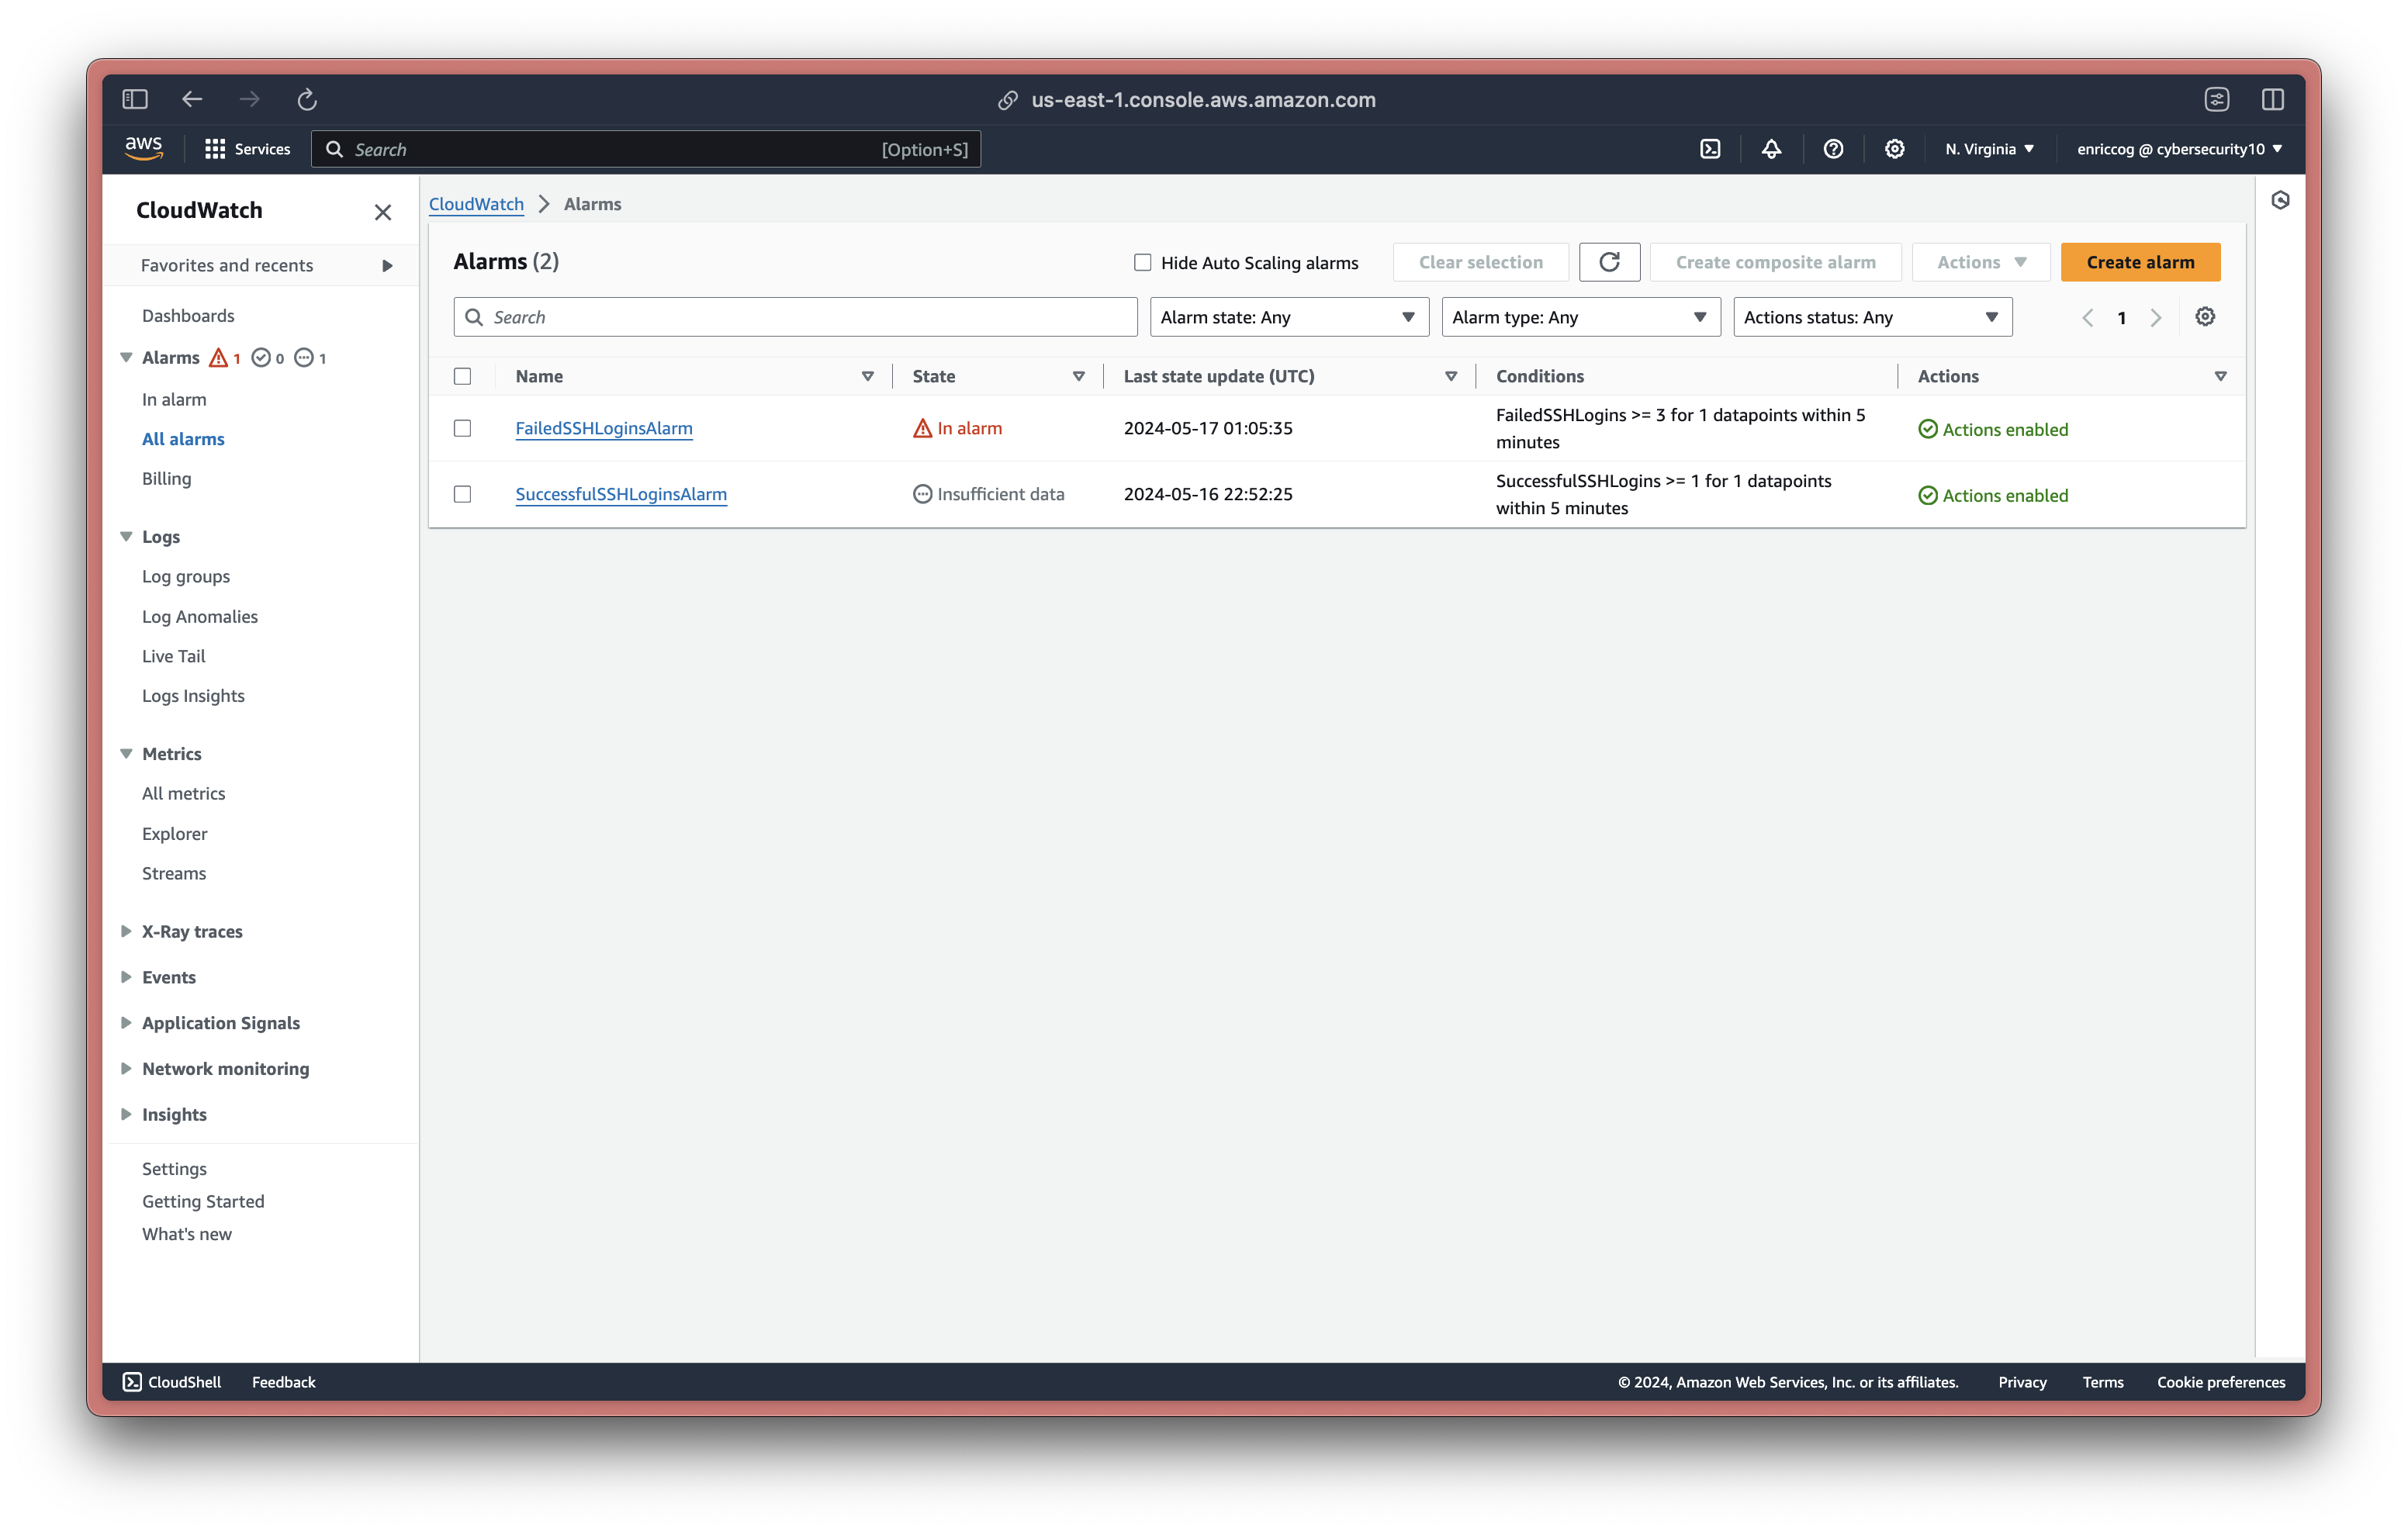 us-east-1.console.aws.amazon.com
aws
Services
Search
[Option+S]
N. Virginia
enriccog @ cybersecurity10
CloudWatch
Favorites and recents
Dashboards
Alarms 1 0 1
In alarm
All alarms
Billing
Logs
Log groups
Log Anomalies
Live Tail
Logs Insights
Metrics
All metrics
Explorer
Streams
X-Ray traces
Events
Application Signals
Network monitoring
Insights
Settings
Getting Started
What's new
CloudWatch
Alarms
Alarms (2)
Hide Auto Scaling alarms
Clear selection
Create composite alarm
Actions
Create alarm
Search
Alarm state: Any
Alarm type: Any
Actions status: Any
1
Name
State
Last state update (UTC)
Conditions
Actions
FailedSSHLoginsAlarm
In alarm
2024-05-17 01:05:35
FailedSSHLogins >= 3 for 1 datapoints within 5
minutes
Actions enabled
SuccessfulSSHLoginsAlarm
Insufficient data
2024-05-16 22:52:25
SuccessfulSSHLogins >= 1 for 1 datapoints
within 5 minutes
Actions enabled
CloudShell
Feedback
© 2024, Amazon Web Services, Inc. or its affiliates.
Privacy
Terms
Cookie preferences